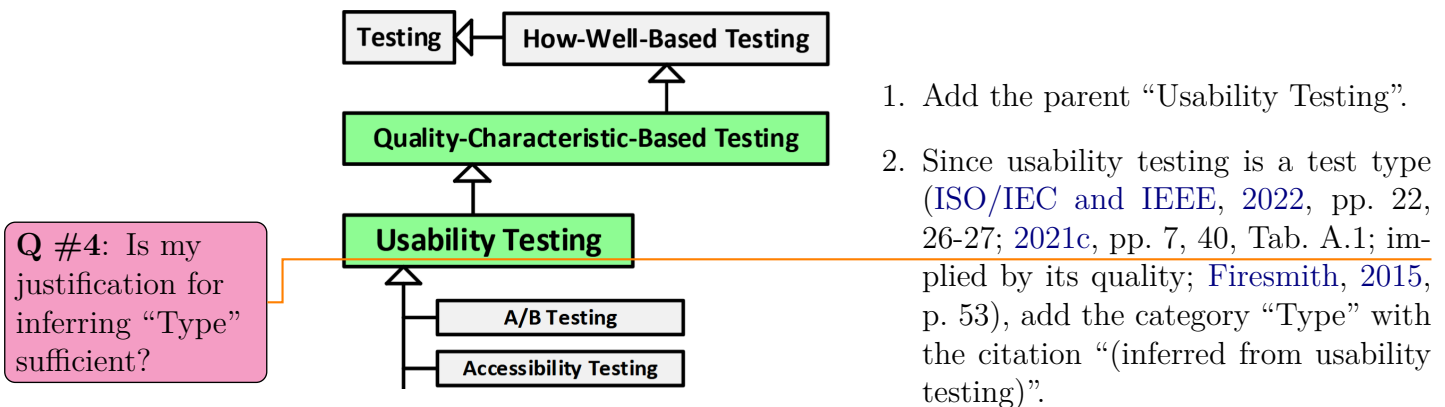 Testing
How-Well-Based Testing
Quality-Characteristic-Based Testing
Usability Testing
A/B Testing
Accessibility Testing
Q #4: Is my
justification for
inferring “Type”
sufficient?
1. Add the parent “Usability Testing”.
2. Since usability testing is a test type
(ISO/IEC and IEEE, 2022, pp. 22,
26-27; 2021c, pp. 7, 40, Tab. A.1; im-
plied by its quality; Firesmith, 2015,
p. 53), add the category “Type” with
the citation “(inferred from usability
testing)”.